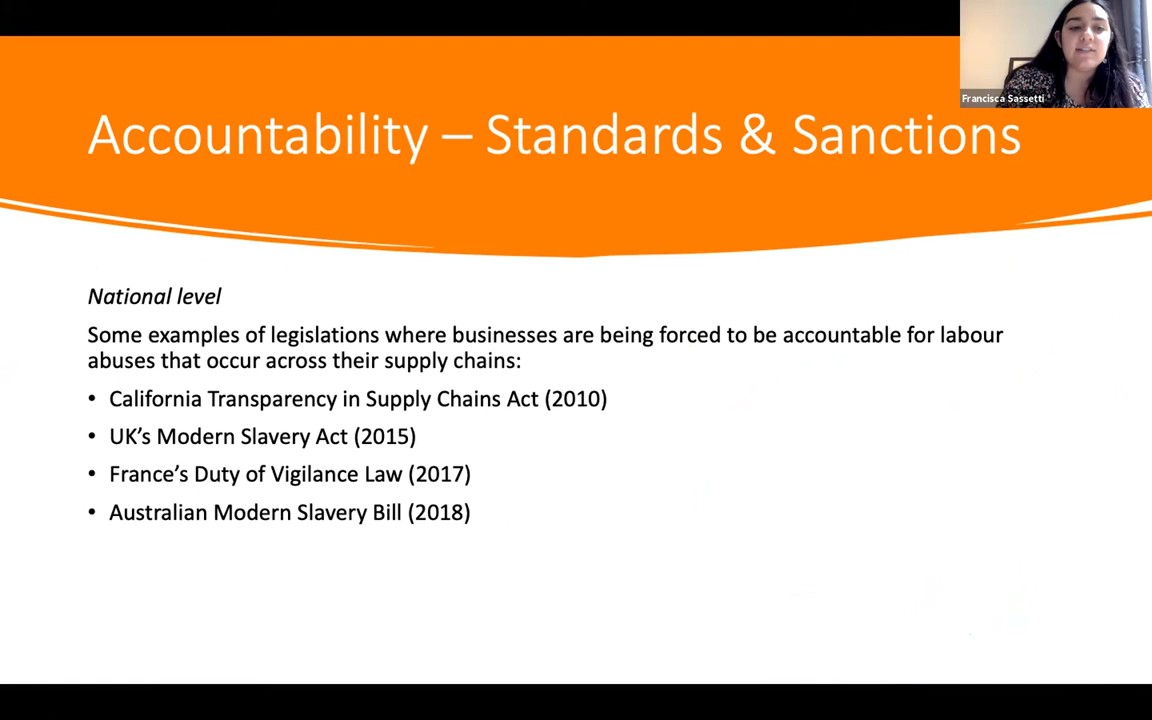 Francisca Sassetti
Accountability – Standards & Sanctions
National level
Some examples of legislations where businesses are being forced to be accountable for labour
abuses that occur across their supply chains:
• California Transparency in Supply Chains Act (2010)
• UK’s Modern Slavery Act (2015)
• France’s Duty of Vigilance Law (2017)
• Australian Modern Slavery Bill (2018)